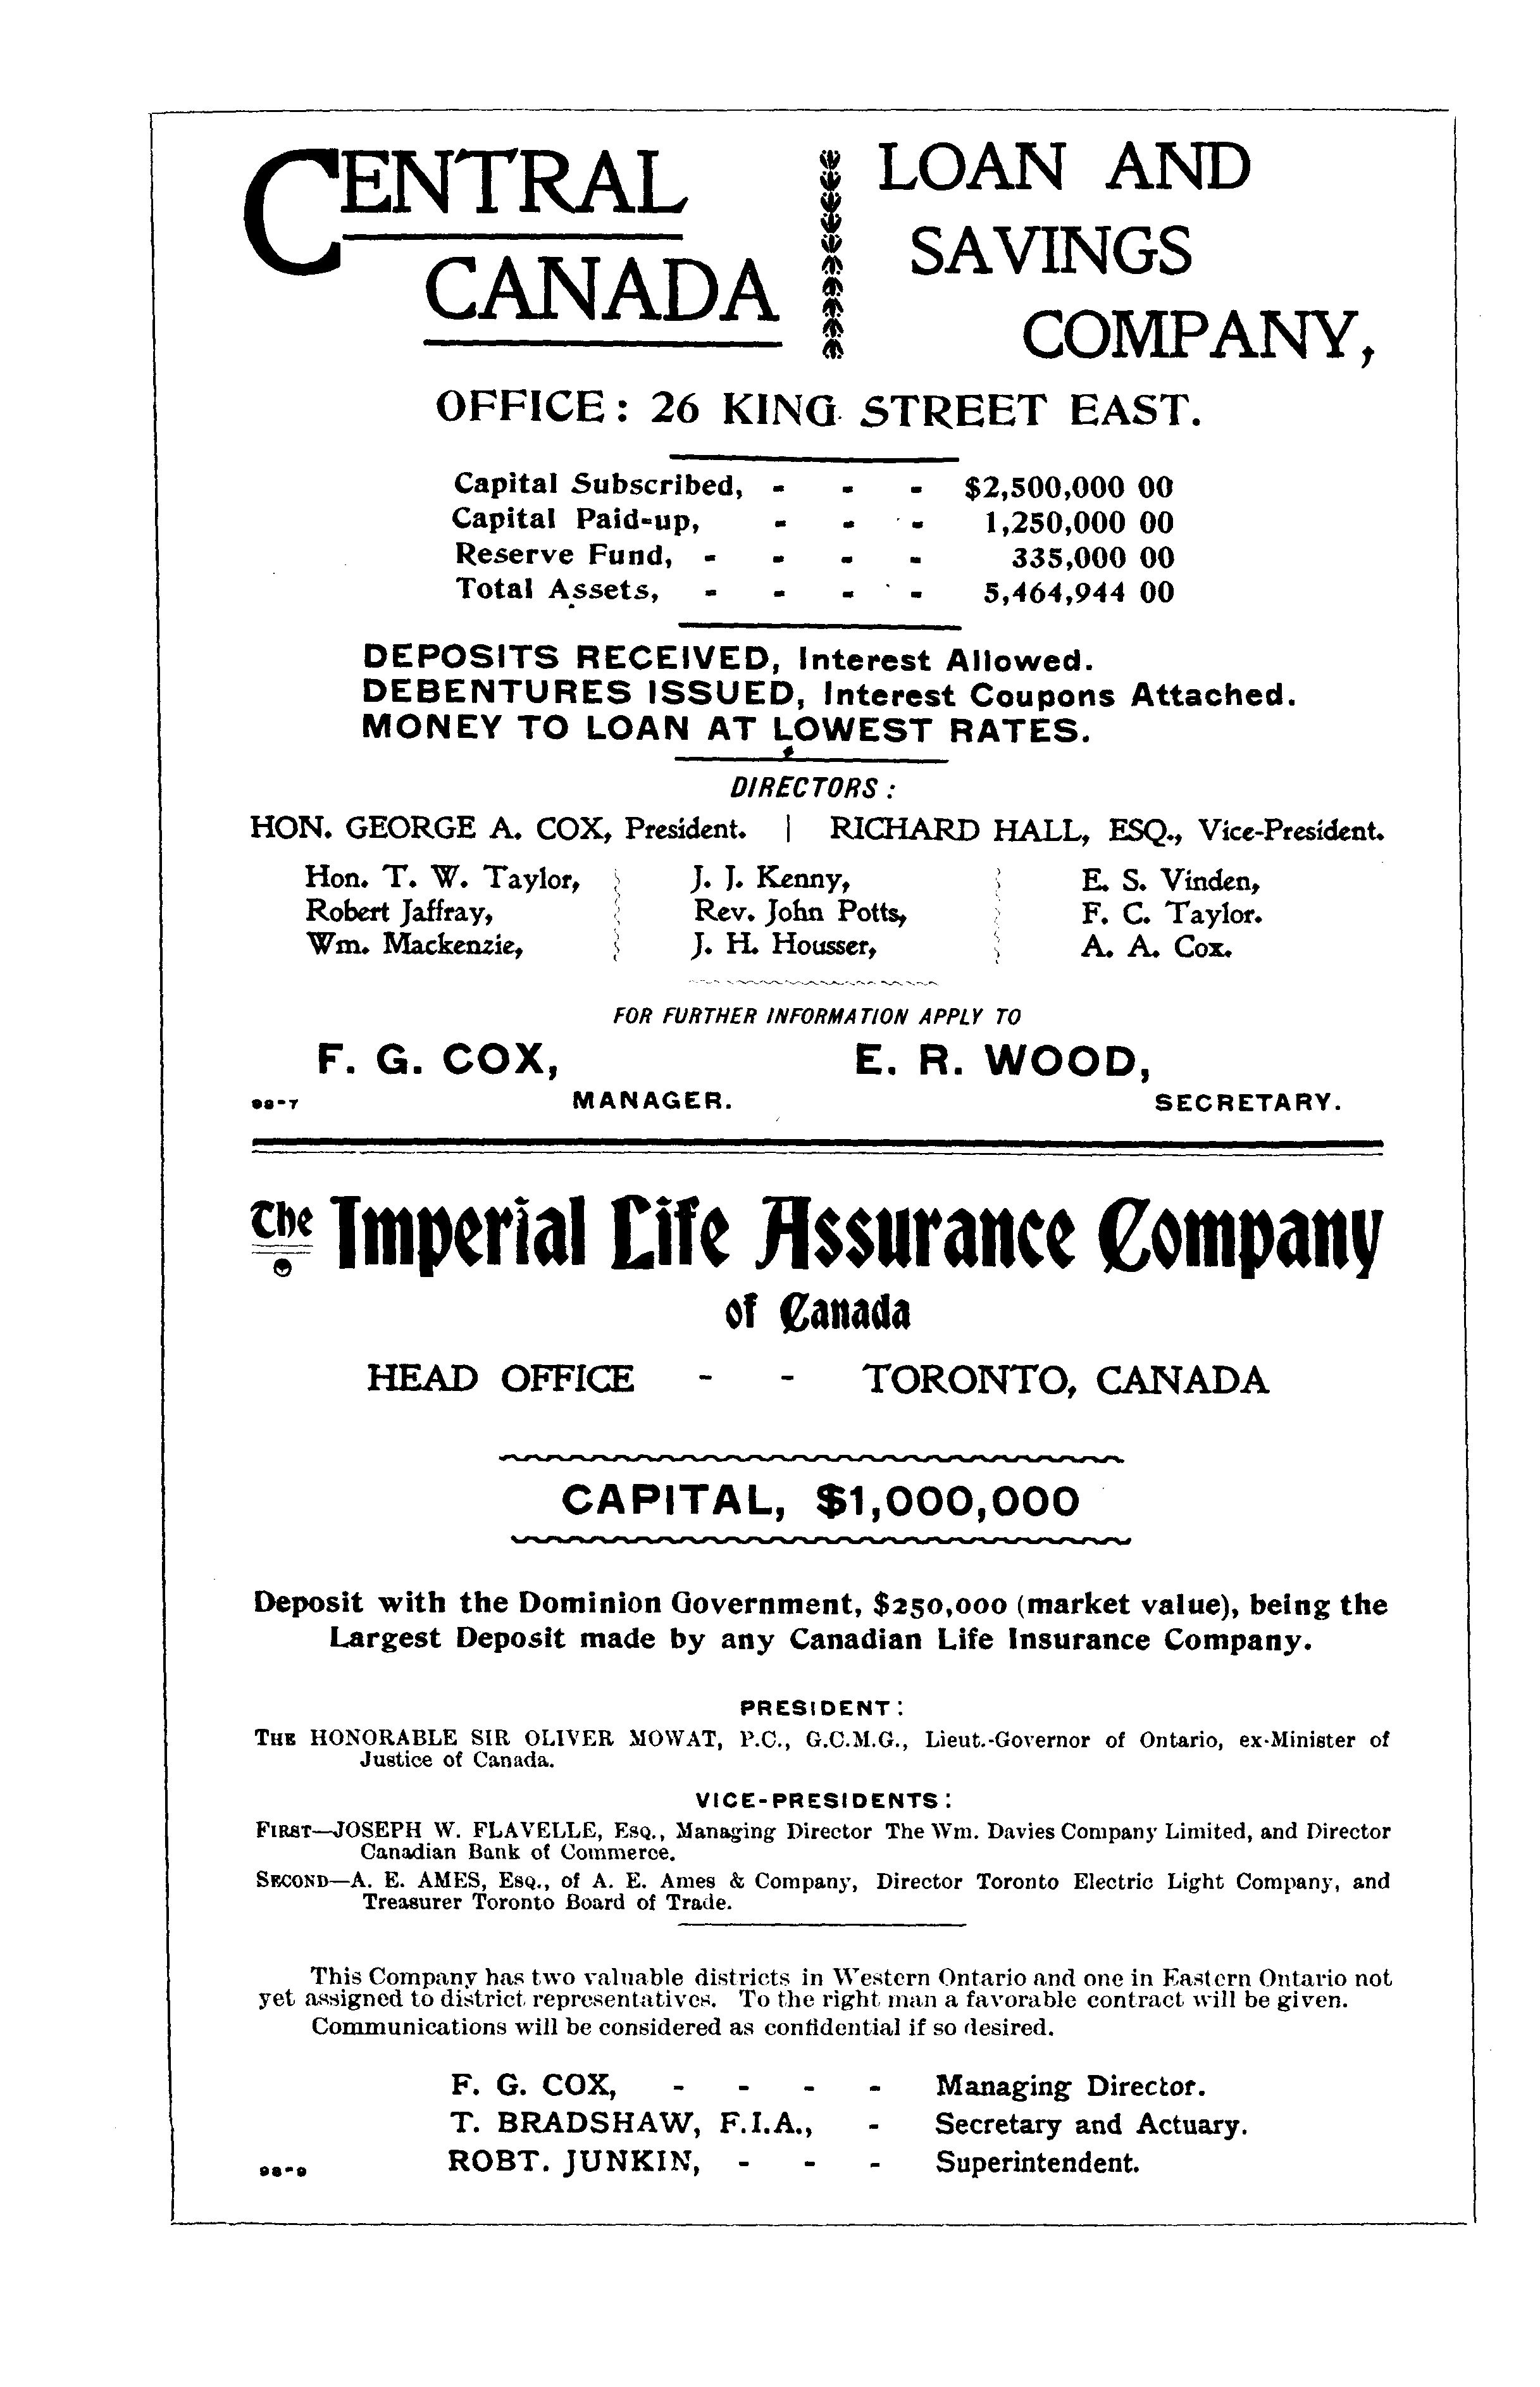 CENTRAL CANADA
LOAN AND
SAVINGS
COMPANY,
OFFICE: 26 KING STREET EAST.
Capital Subscribed, - - - $2,500,000 00
Capital Paid-up, - - - 1,250,000 00
Reserve Fund, - - - - 335,000 00
Total Assets, - - - - 5,464,944 00
DEPOSITS RECEIVED, Interest Allowed.
DEBENTURES ISSUED, Interest Coupons Attached.
MONEY TO LOAN AT LOWEST RATES.
DIRECTORS:
HON. GEORGE A. COX, President. | RICHARD HALL, ESQ., Vice-President.
Hon. T. W. Taylor, J. J. Kenny, E. S. Vinden,
Robert Jaffray, Rev. John Potts, F. C. Taylor.
Wm. Mackenzie, J. H. Housser, A. A. Cox.
FOR FURTHER INFORMATION APPLY TO
F. G. COX, E. R. WOOD,
98-7 MANAGER. SECRETARY.
The Imperial Life Assurance Company
of Canada
HEAD OFFICE - - TORONTO, CANADA
CAPITAL, $1,000,000
Deposit with the Dominion Government, $250,000 (market value), being the
Largest Deposit made by any Canadian Life Insurance Company.
PRESIDENT:
THE HONORABLE SIR OLIVER MOWAT, P.C., G.C.M.G., Lieut.-Governor of Ontario, ex-Minister of
Justice of Canada.
VICE-PRESIDENTS:
FIRST—JOSEPH W. FLAVELLE, ESQ., Managing Director The Wm. Davies Company Limited, and Director
Canadian Bank of Commerce.
SECOND—A. E. AMES, ESQ., of A. E. Ames & Company, Director Toronto Electric Light Company, and
Treasurer Toronto Board of Trade.
This Company has two valuable districts in Western Ontario and one in Eastern Ontario not
yet assigned to district representatives. To the right man a favorable contract will be given.
Communications will be considered as confidential if so desired.
F. G. COX, - - - - Managing Director.
T. BRADSHAW, F.I.A., - Secretary and Actuary.
98-9 ROBT. JUNKIN, - - - Superintendent.